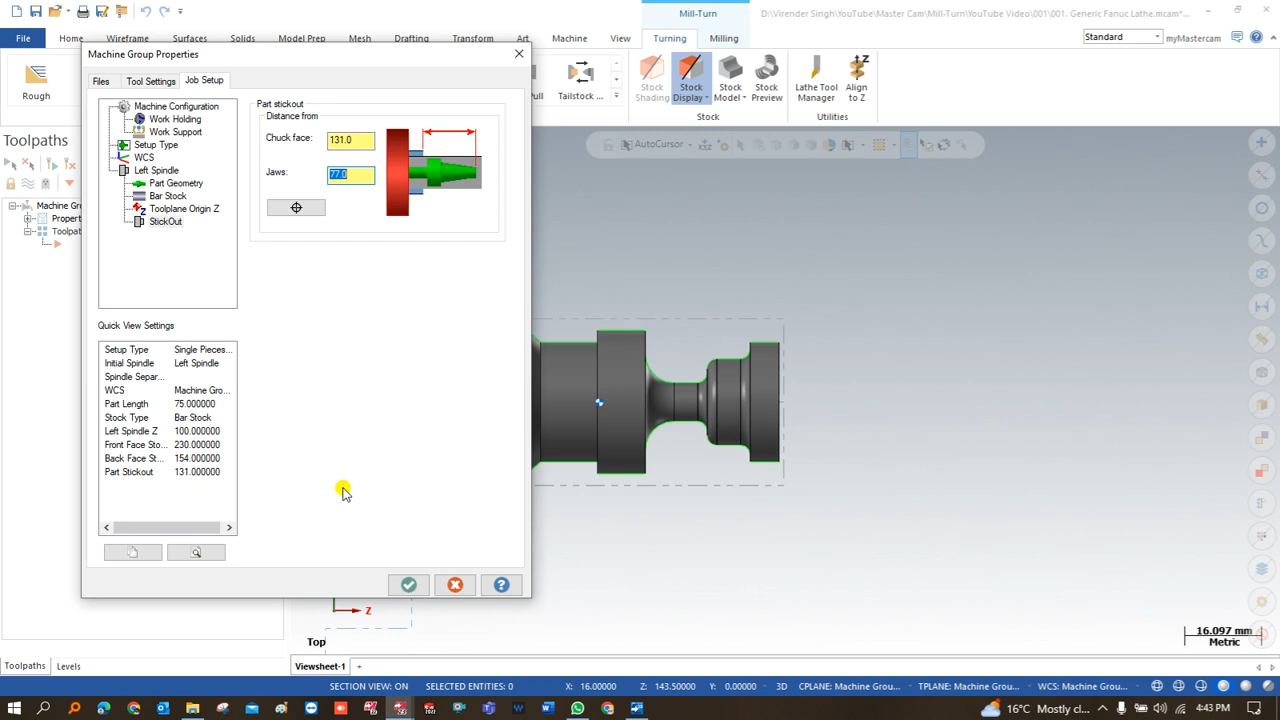 Mill-Turn
D:\Virender Singh\YouTube\Master Cam\Mill-Turn\YouTube Video\001\001. Generic Fanuc Lathe.mcam*...
File Home Wireframe Surfaces Solids Model Prep Mesh Drafting Transform Art Machine View Turning Milling
Standard
myMastercam
Machine Group Properties
Files Tool Settings Job Setup
Rough
Pull
Tailstock ...
Stock Shading
Stock Display
Stock Model
Stock Preview
Lathe Tool Manager
Align to Z
Stock
Utilities
Toolpaths
AutoCursor
Machine Gro
Propert
Toolpat
Machine Configuration
Work Holding
Work Support
Setup Type
WCS
Left Spindle
Part Geometry
Bar Stock
Toolplane Origin Z
StickOut
Part stickout
Distance from
Chuck face: 131.0
Jaws: 77.0
Quick View Settings
Setup Type Single Pieces...
Initial Spindle Left Spindle
Spindle Separ...
WCS Machine Gro...
Part Length 75.000000
Stock Type Bar Stock
Left Spindle Z 100.000000
Front Face Sto... 230.000000
Back Face St... 154.000000
Part Stickout 131.000000
Z
Top
16.097 mm
Metric
Toolpaths Levels
Viewsheet-1 +
SECTION VIEW: ON SELECTED ENTITIES: 0 X: 16.00000 Z: 143.50000 Y: 0.00000 3D CPLANE: Machine Grou... TPLANE: Machine Grou... WCS: Machine Grou...
16°C Mostly cl... ENG 4:43 PM